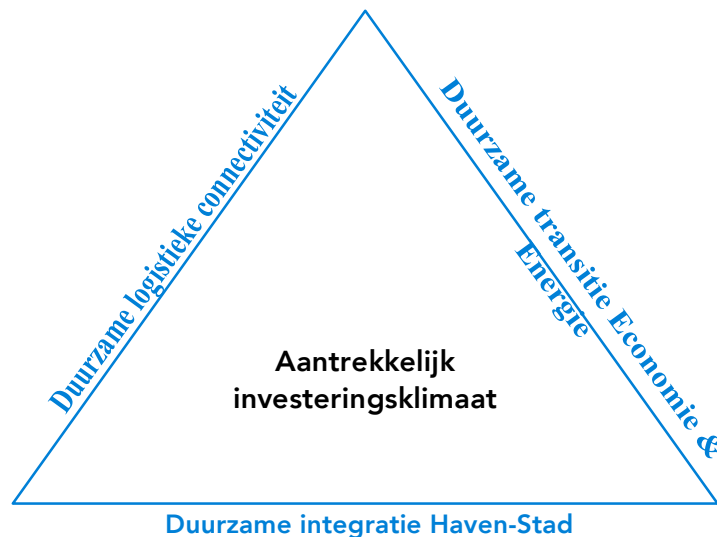 Duurzame logistieke connectiviteit
Duurzame transitie Economie &
Energie
Aantrekkelijk
investeringsklimaat
Duurzame integratie Haven-Stad